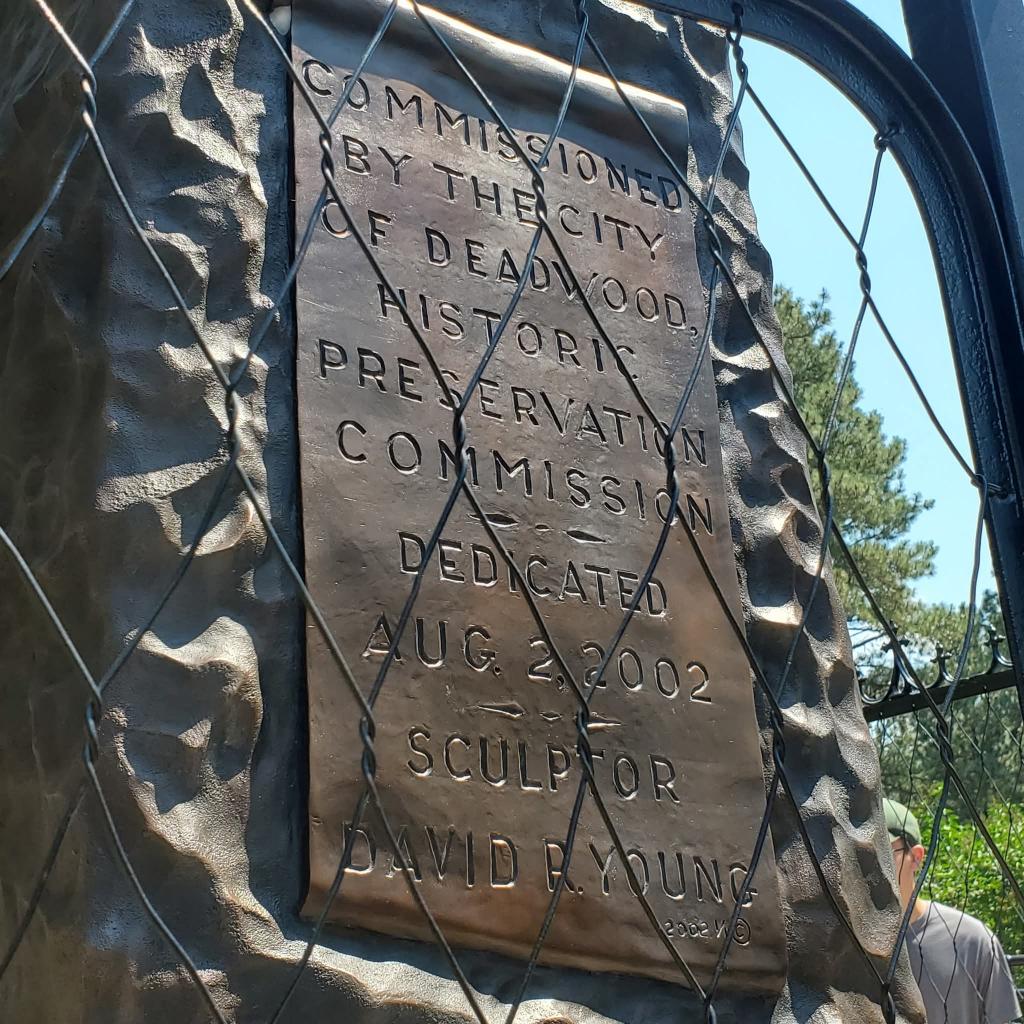 COMMISSIONED
BY THE CITY
OF DEADWOOD,
HISTORIC
PRESERVATION
COMMISSION
DEDICATED
AUG. 2, 2002
SCULPTOR
DAVID R. YOUNG
2002 ©